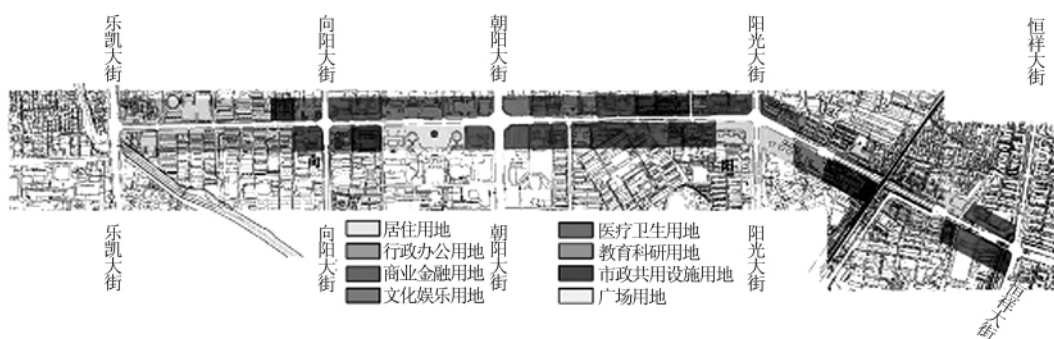 乐凯大街
向阳大街
朝阳大街
阳光大街
恒祥大街
向
阳
乐凯大街
向阳大街
朝阳大街
阳光大街
恒祥大街
居住用地
行政办公用地
商业金融用地
文化娱乐用地
医疗卫生用地
教育科研用地
市政共用设施用地
广场用地